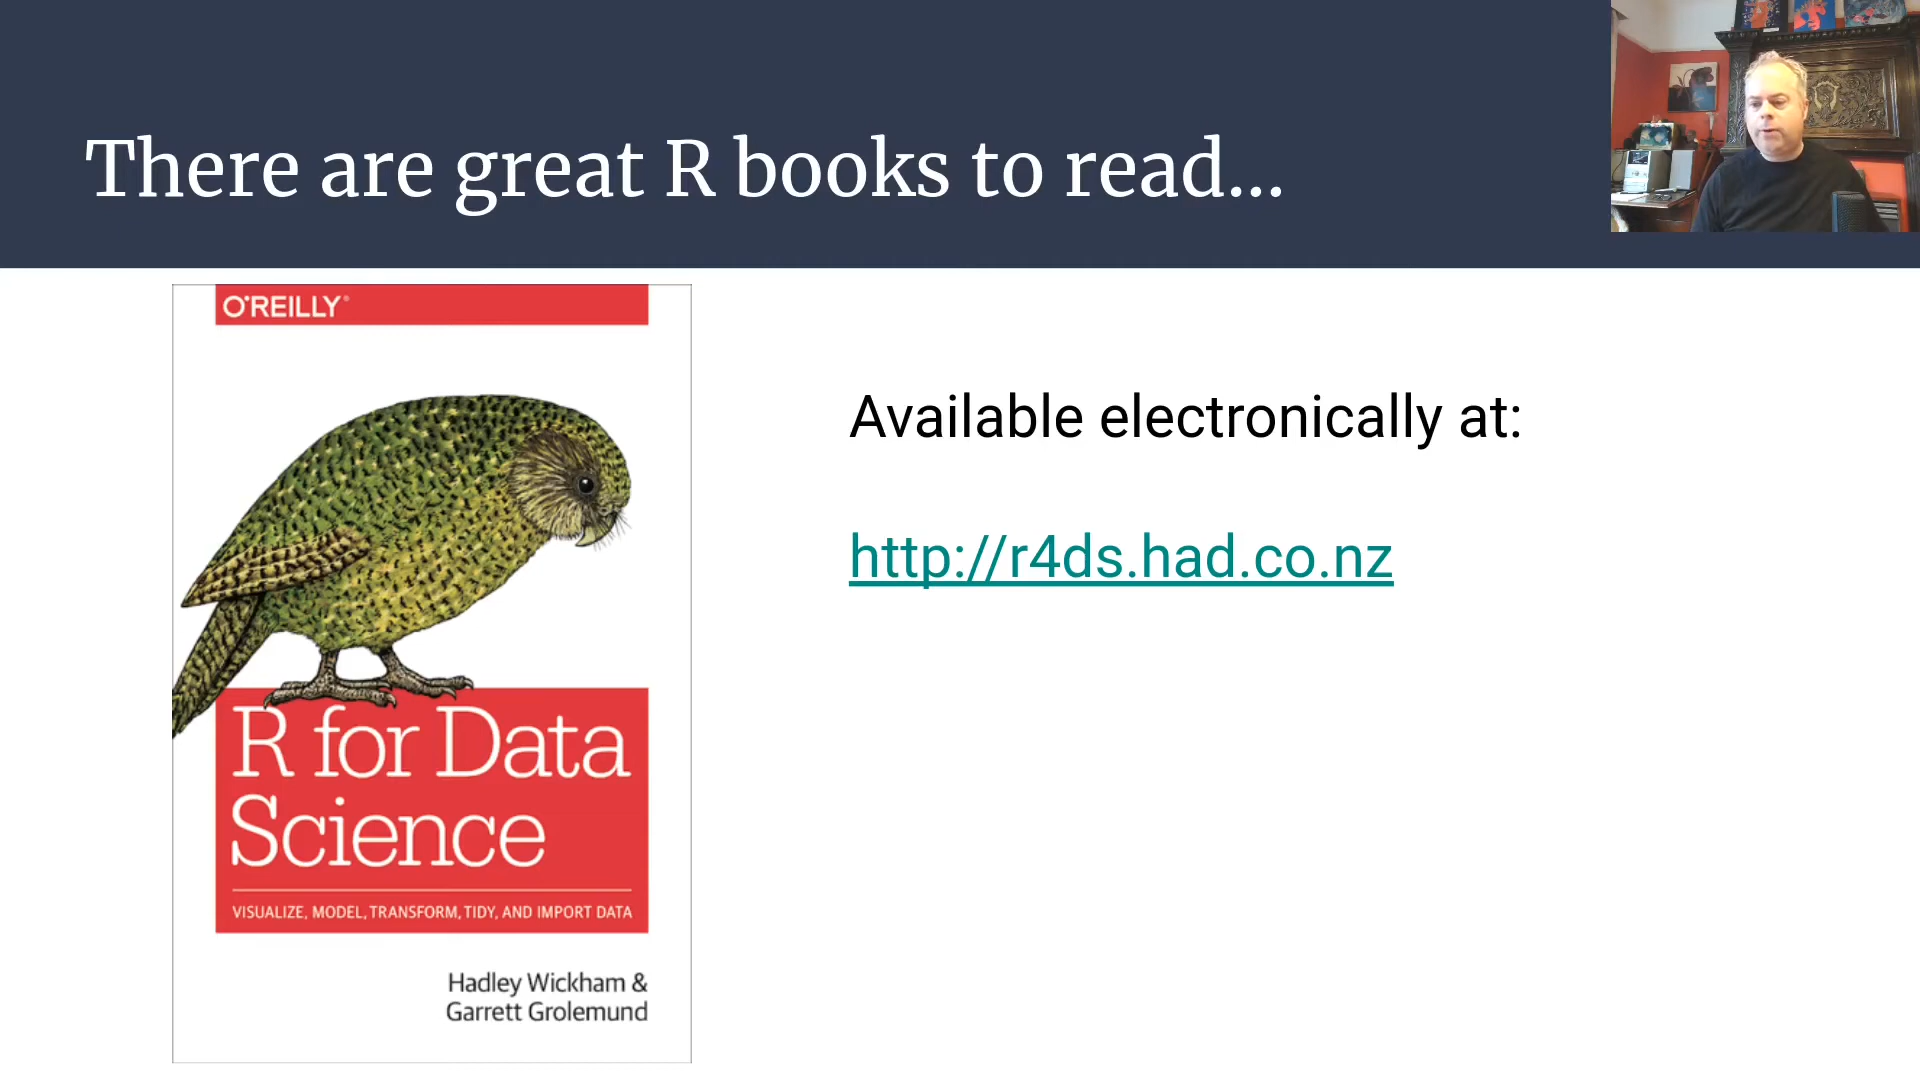 There are great R books to read...
O'REILLY®
R for Data
Science
VISUALIZE, MODEL, TRANSFORM, TIDY, AND IMPORT DATA
Hadley Wickham &
Garrett Grolemund
Available electronically at:
http://r4ds.had.co.nz